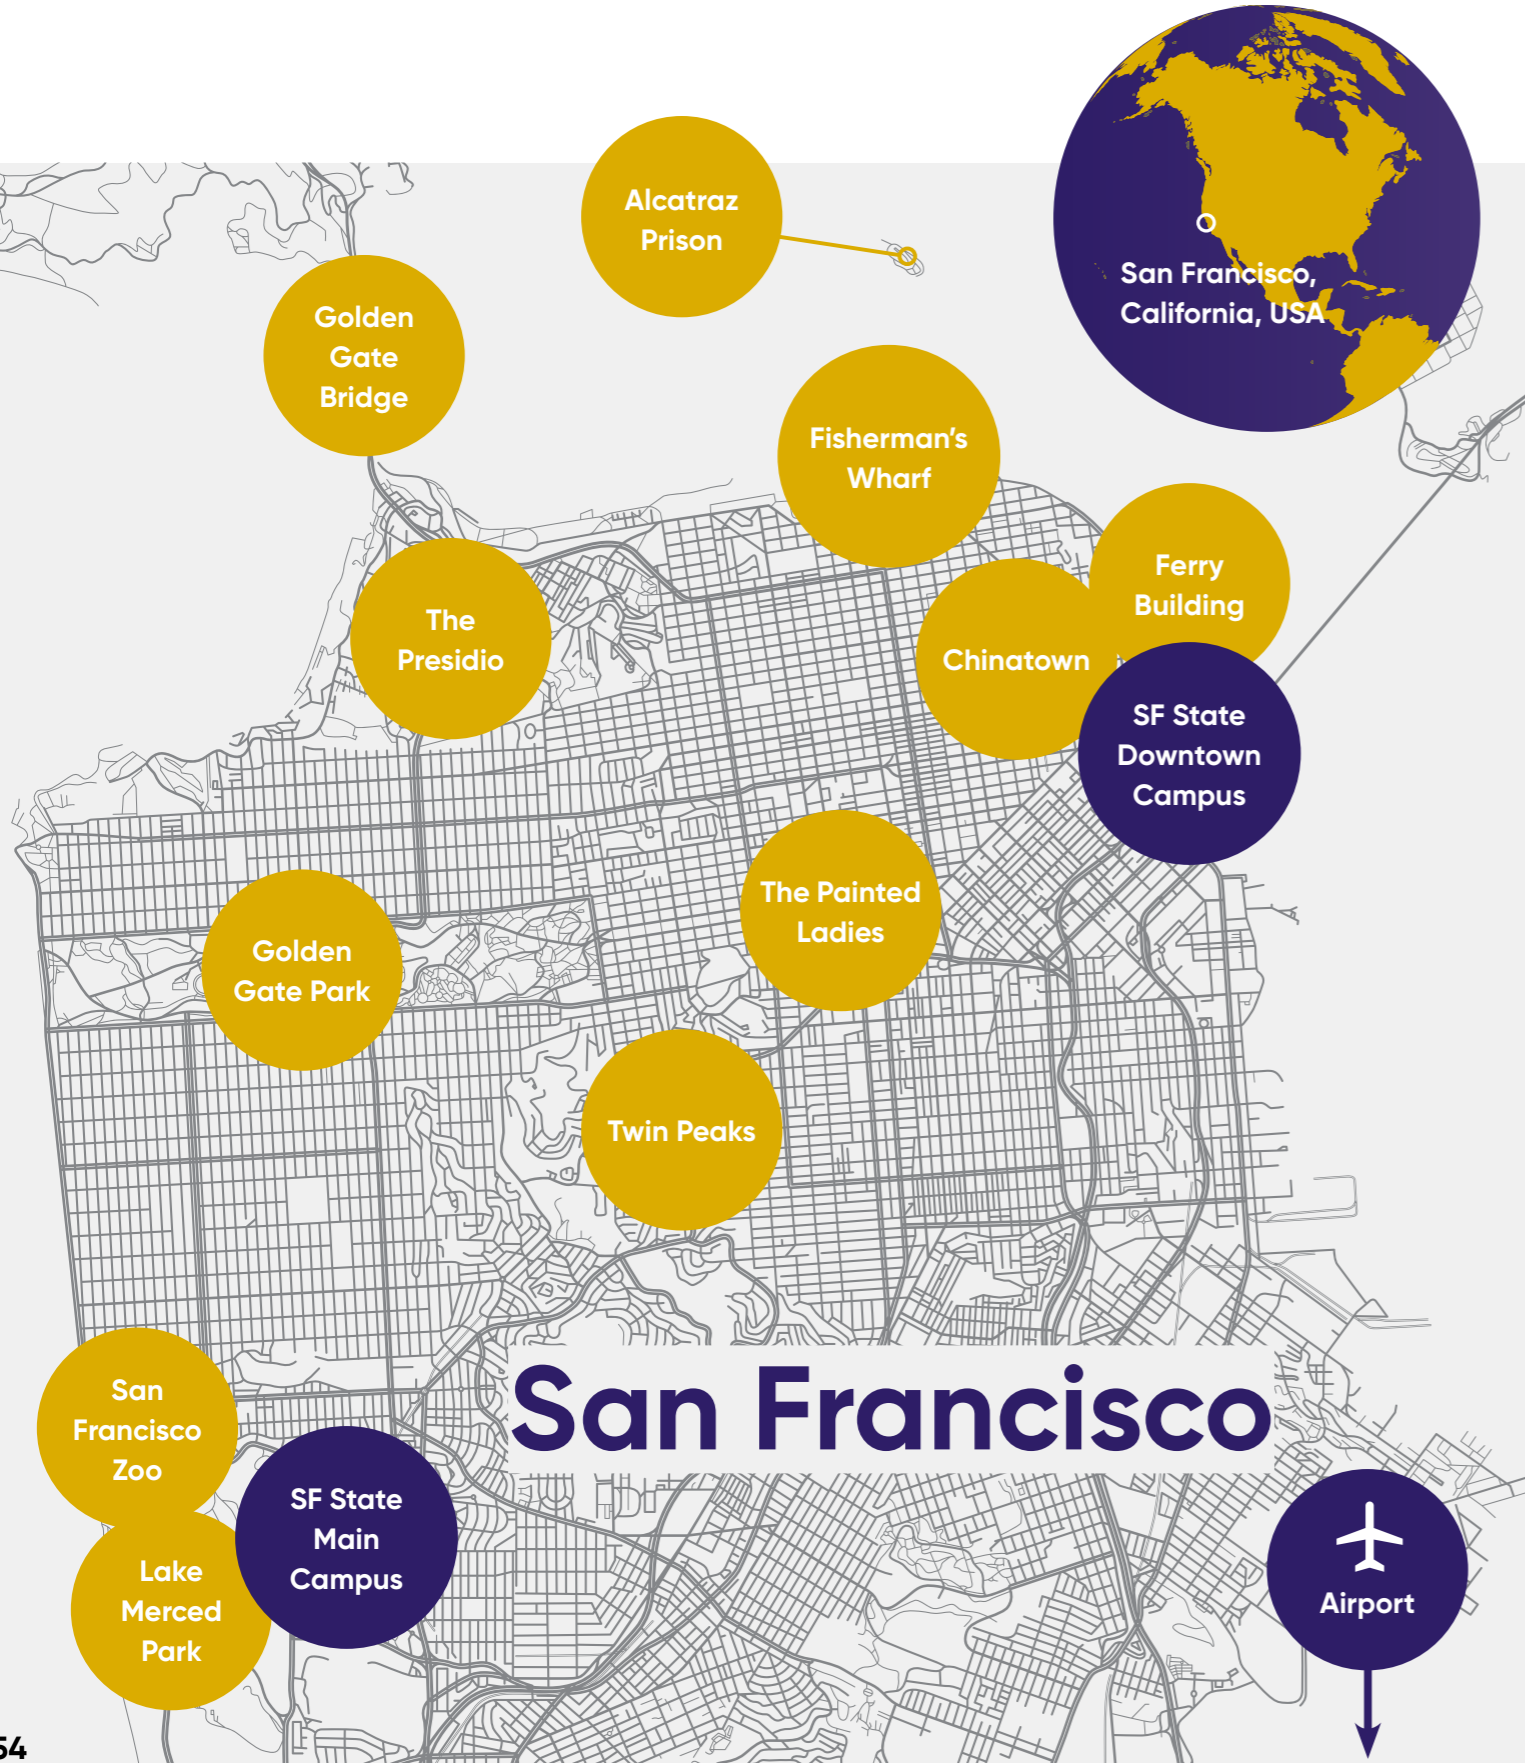 Alcatraz
Prison
San Francisco,
California, USA
Golden
Gate
Bridge
Fisherman's
Wharf
Ferry
Building
The
Presidio
Chinatown
SF State
Downtown
Campus
The Painted
Ladies
Golden
Gate Park
Twin Peaks
San
Francisco
Zoo
San Francisco
SF State
Main
Campus
Lake
Merced
Park
Airport
54